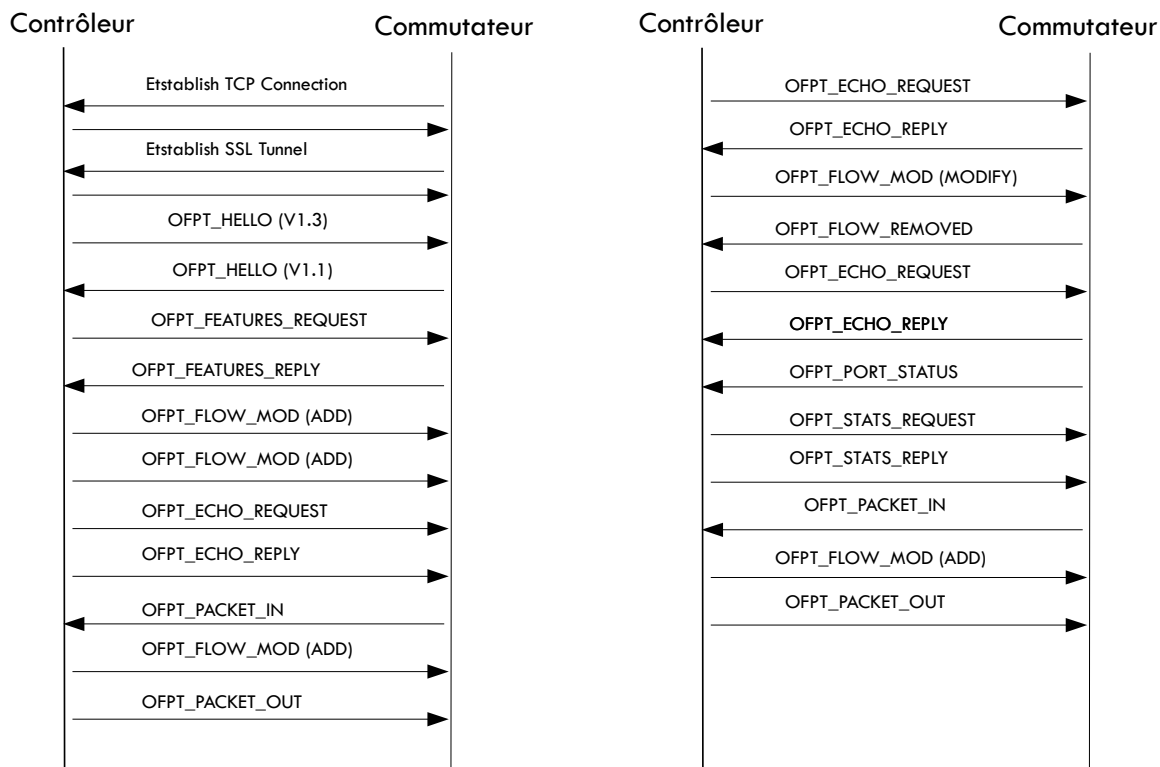 Contrôleur
Commutateur
Etstablish TCP Connection
Etstablish SSL Tunnel
OFPT_HELLO (V1.3)
OFPT_HELLO (V1.1)
OFPT_FEATURES_REQUEST
OFPT_FEATURES_REPLY
OFPT_FLOW_MOD (ADD)
OFPT_FLOW_MOD (ADD)
OFPT_ECHO_REQUEST
OFPT_ECHO_REPLY
OFPT_PACKET_IN
OFPT_FLOW_MOD (ADD)
OFPT_PACKET_OUT
Contrôleur
Commutateur
OFPT_ECHO_REQUEST
OFPT_ECHO_REPLY
OFPT_FLOW_MOD (MODIFY)
OFPT_FLOW_REMOVED
OFPT_ECHO_REQUEST
OFPT_ECHO_REPLY
OFPT_PORT_STATUS
OFPT_STATS_REQUEST
OFPT_STATS_REPLY
OFPT_PACKET_IN
OFPT_FLOW_MOD (ADD)
OFPT_PACKET_OUT